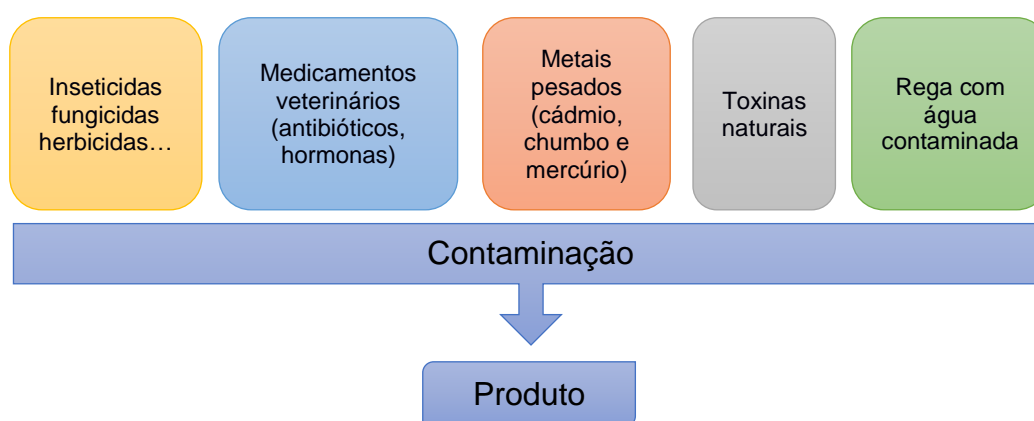 Inseticidas
fungicidas
herbicidas…
Medicamentos
veterinários
(antibióticos,
hormonas)
Metais
pesados
(cádmio,
chumbo e
mercúrio)
Toxinas
naturais
Rega com
água
contaminada
Contaminação
Produto